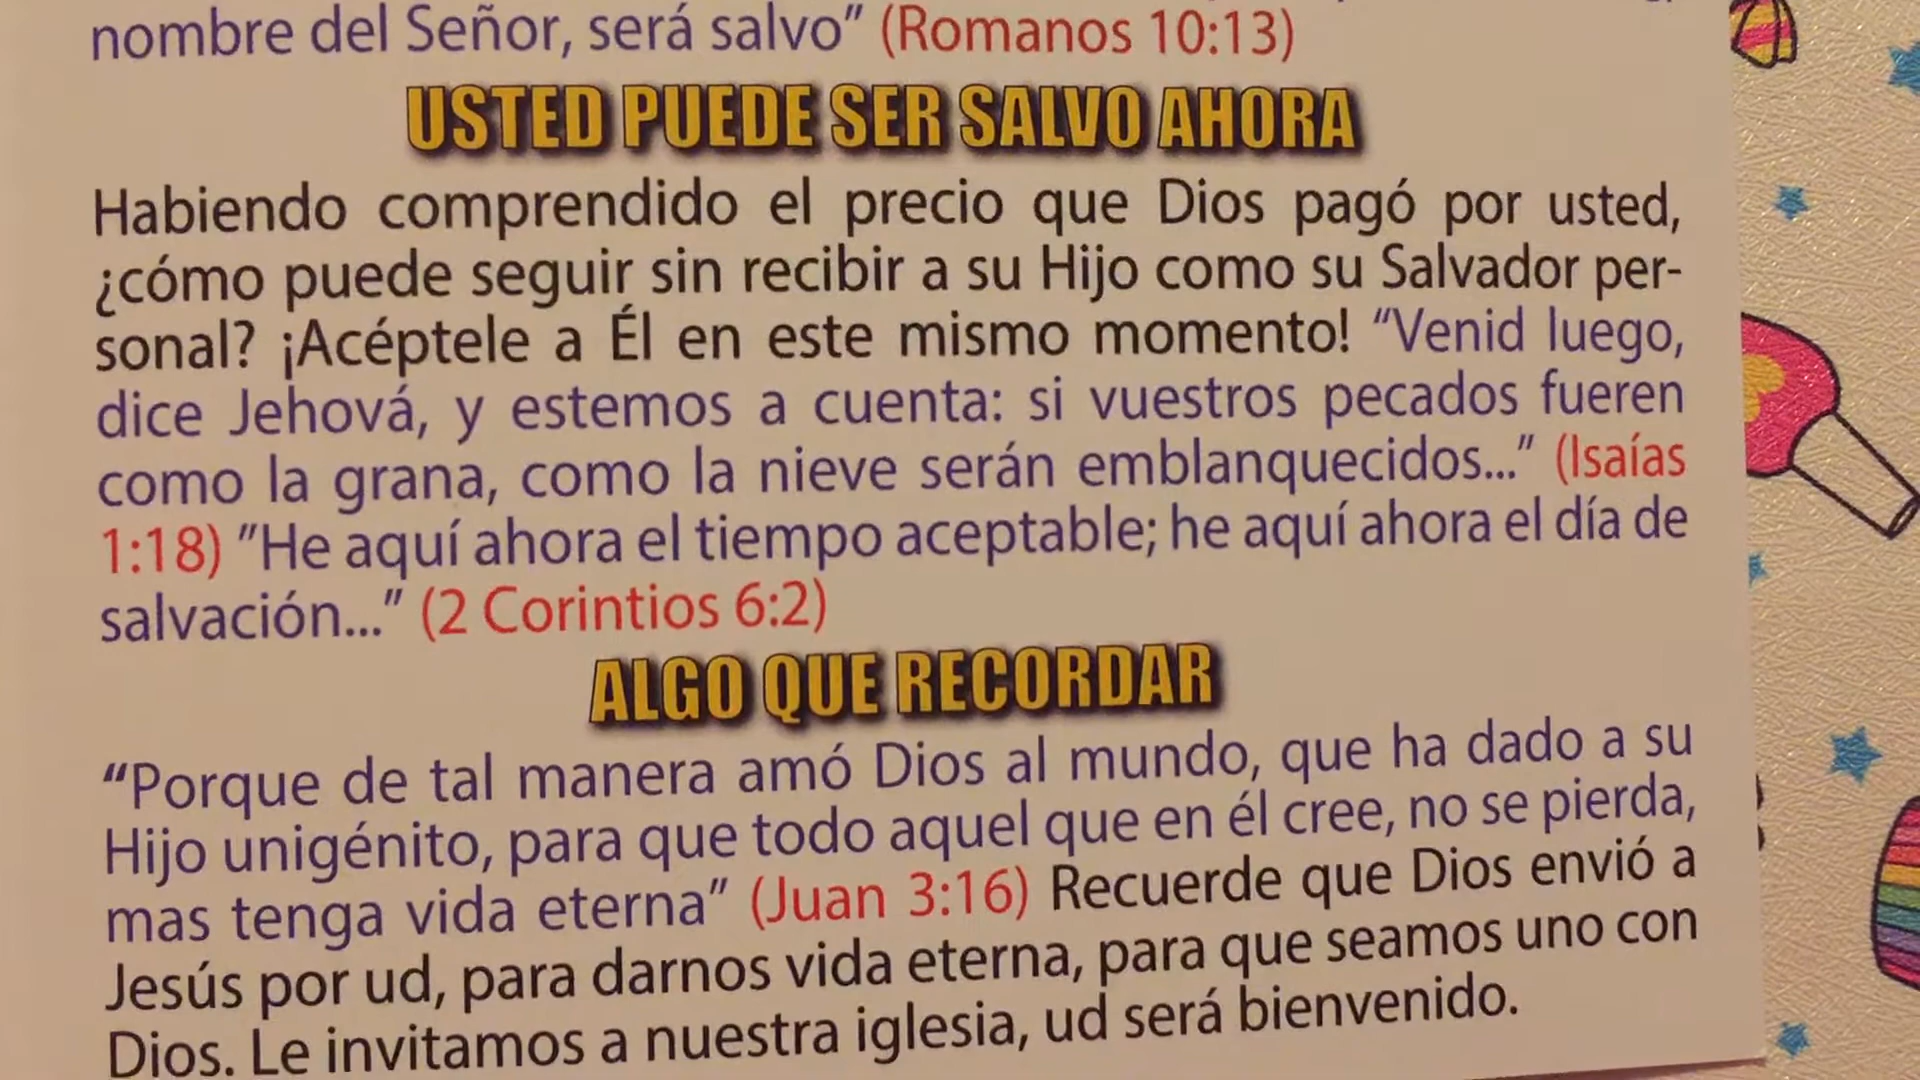 nombre del Señor, será salvo” (Romanos 10:13)
USTED PUEDE SER SALVO AHORA
Habiendo comprendido el precio que Dios pagó por usted,
¿cómo puede seguir sin recibir a su Hijo como su Salvador per-
sonal? ¡Acéptele a Él en este mismo momento! “Venid luego,
dice Jehová, y estemos a cuenta: si vuestros pecados fueren
como la grana, como la nieve serán emblanquecidos...” (Isaías
1:18) ”He aquí ahora el tiempo aceptable; he aquí ahora el día de
salvación...” (2 Corintios 6:2)
ALGO QUE RECORDAR
“Porque de tal manera amó Dios al mundo, que ha dado a su
Hijo unigénito, para que todo aquel que en él cree, no se pierda,
mas tenga vida eterna” (Juan 3:16) Recuerde que Dios envió a
Jesús por ud, para darnos vida eterna, para que seamos uno con
Dios. Le invitamos a nuestra iglesia, ud será bienvenido.